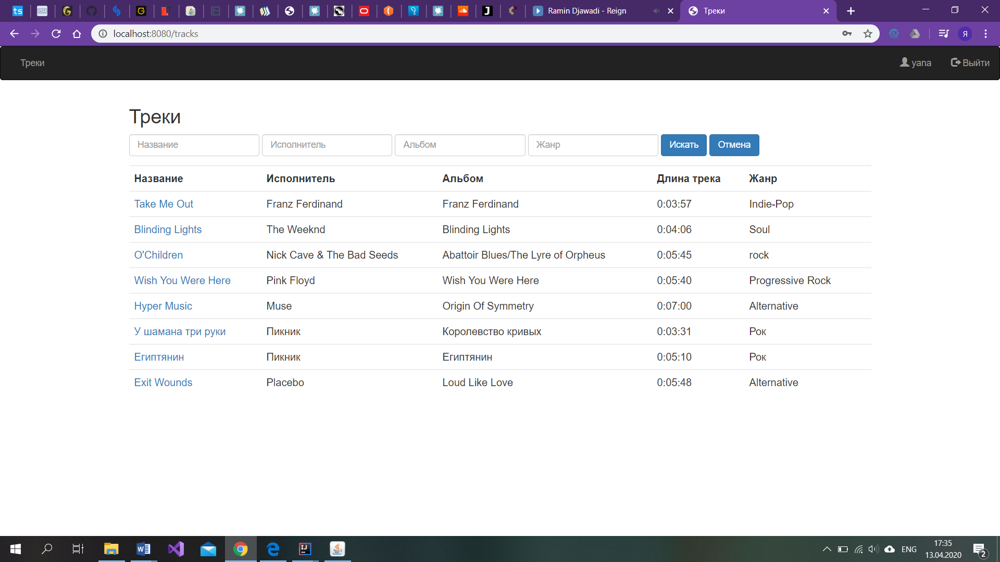 ts
Ramin Djawadi - Reign
Треки
localhost:8080/tracks
Я
Треки
yana
Выйти
Треки
Название Исполнитель Альбом Жанр Искать Отмена
Название Исполнитель Альбом Длина трека Жанр
Take Me Out Franz Ferdinand Franz Ferdinand 0:03:57 Indie-Pop
Blinding Lights The Weeknd Blinding Lights 0:04:06 Soul
O'Children Nick Cave & The Bad Seeds Abattoir Blues/The Lyre of Orpheus 0:05:45 rock
Wish You Were Here Pink Floyd Wish You Were Here 0:05:40 Progressive Rock
Hyper Music Muse Origin Of Symmetry 0:07:00 Alternative
У шамана три руки Пикник Королевство кривых 0:03:31 Рок
Египтянин Пикник Египтянин 0:05:10 Рок
Exit Wounds Placebo Loud Like Love 0:05:48 Alternative
ENG
17:35
13.04.2020
2